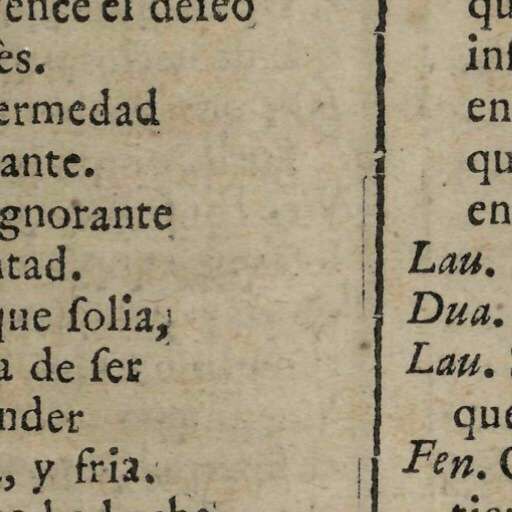 ence el deseo
ès.
ermedad
ante.
gnorante
tad.
que ſolia,
a de ſer
nder
, y fria.
qu
inf
en
qu
en
Lau.
Dua.
Lau.
que
Fen.